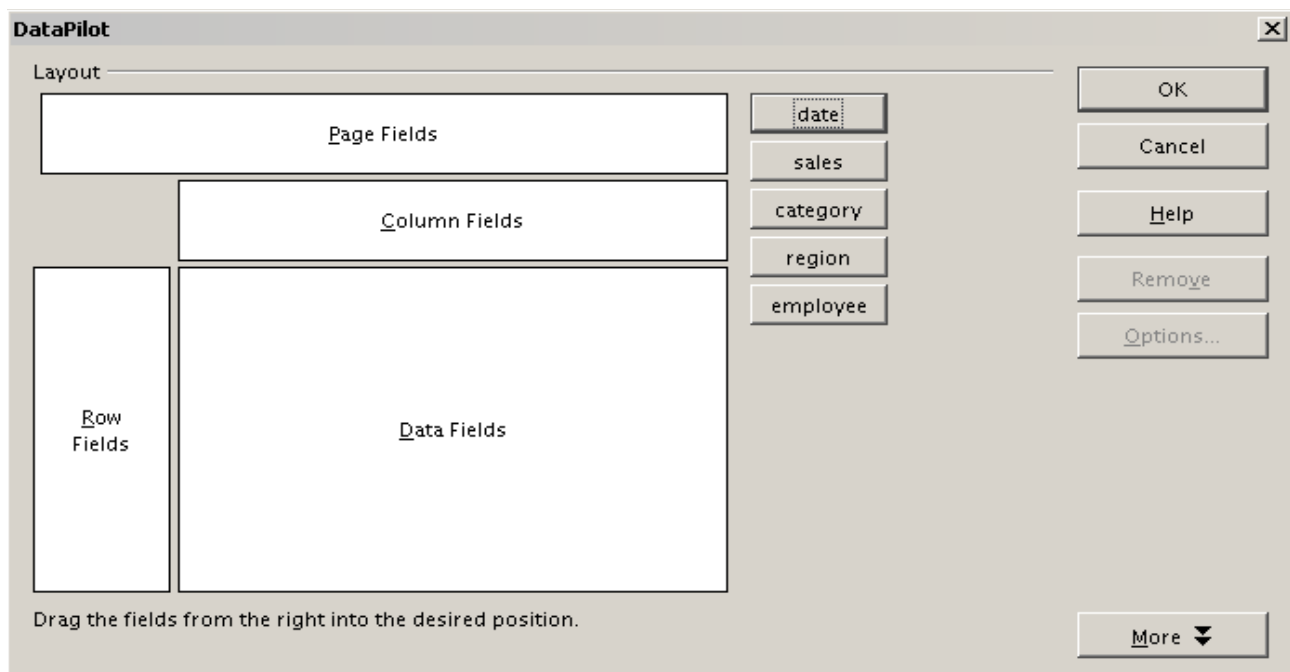 DataPilot
Layout
Page Fields
Column Fields
Row
Fields
Data Fields
date
sales
category
region
employee
OK
Cancel
Help
Remove
Options...
More
Drag the fields from the right into the desired position.